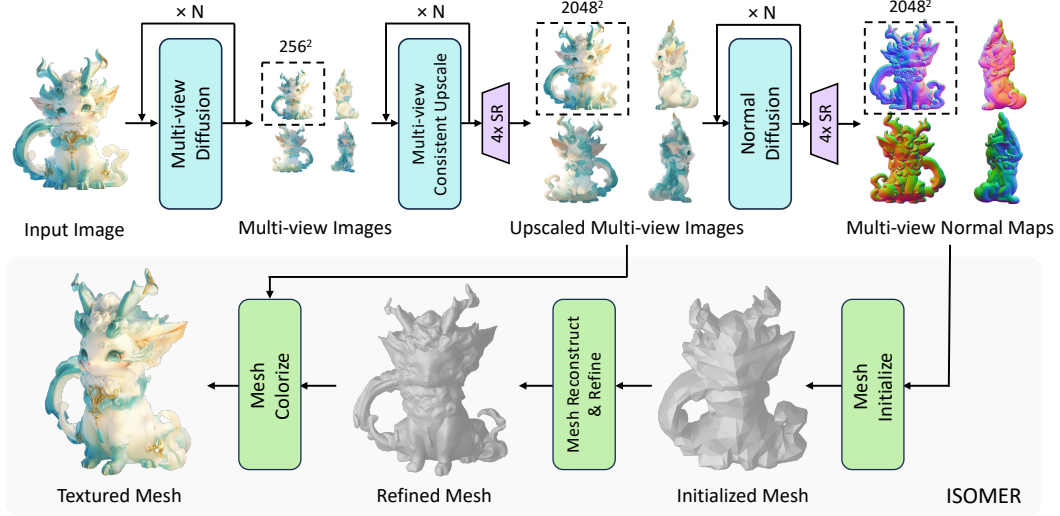 × N
× N
× N
256²
2048²
2048²
Multi-view
Diffusion
Multi-view
Consistent Upscale
4x SR
Normal
Diffusion
4x SR
Input Image
Multi-view Images
Upscaled Multi-view Images
Multi-view Normal Maps
Mesh
Colorize
Mesh Reconstruct
& Refine
Mesh
Initialize
Textured Mesh
Refined Mesh
Initialized Mesh
ISOMER